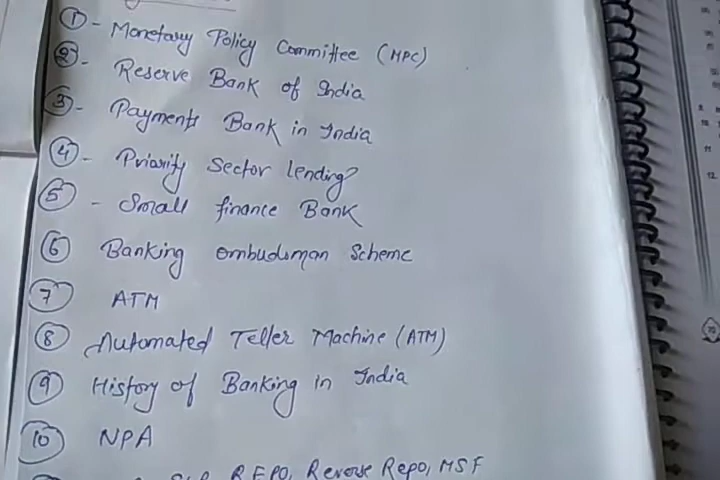 1 - Monetary Policy Committee (MPC)
2 - Reserve Bank of India
3 - Payments Bank in India
4 - Priority Sector lending
5 - Small finance Bank
6 Banking ombudsman Scheme
7 ATM
8 Automated Teller Machine (ATM)
9 History of Banking in India
10 NPA
REPO, Reverse Repo, MSF